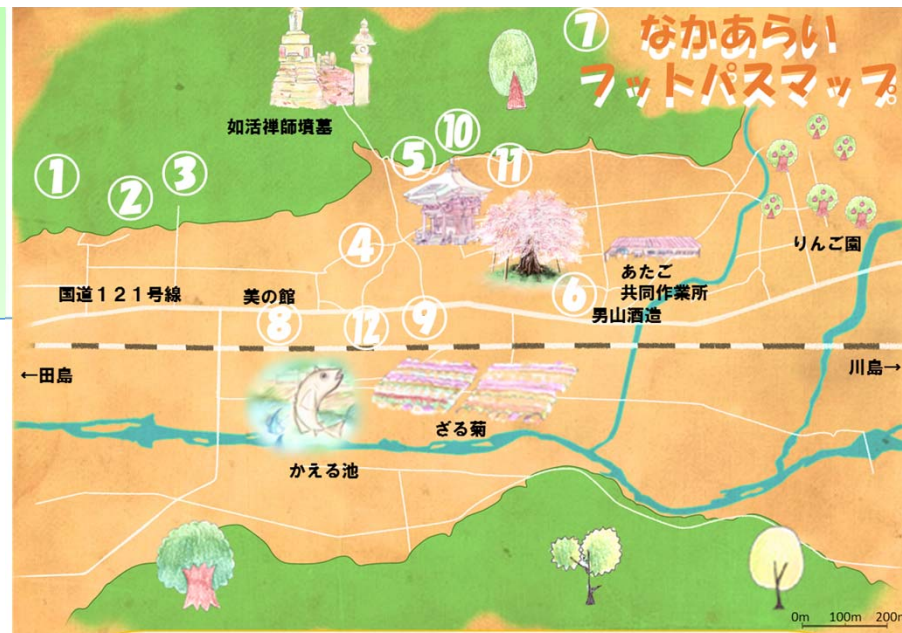 ⑦ なかあらい
フットパスマップ
如活禅師墳墓
⑩
⑤
⑪
①
③
②
④
りんご園
あたご
共同作業所
国道121号線
美の館
⑥
男山酒造
⑧
⑫
⑨
←田島
川島→
ざる菊
かえる池
0m 100m 200m